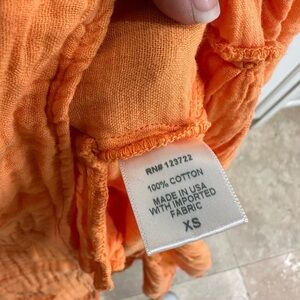 RN# 123722
100% COTTON
MADE IN USA
WITH IMPORTED
FABRIC
XS